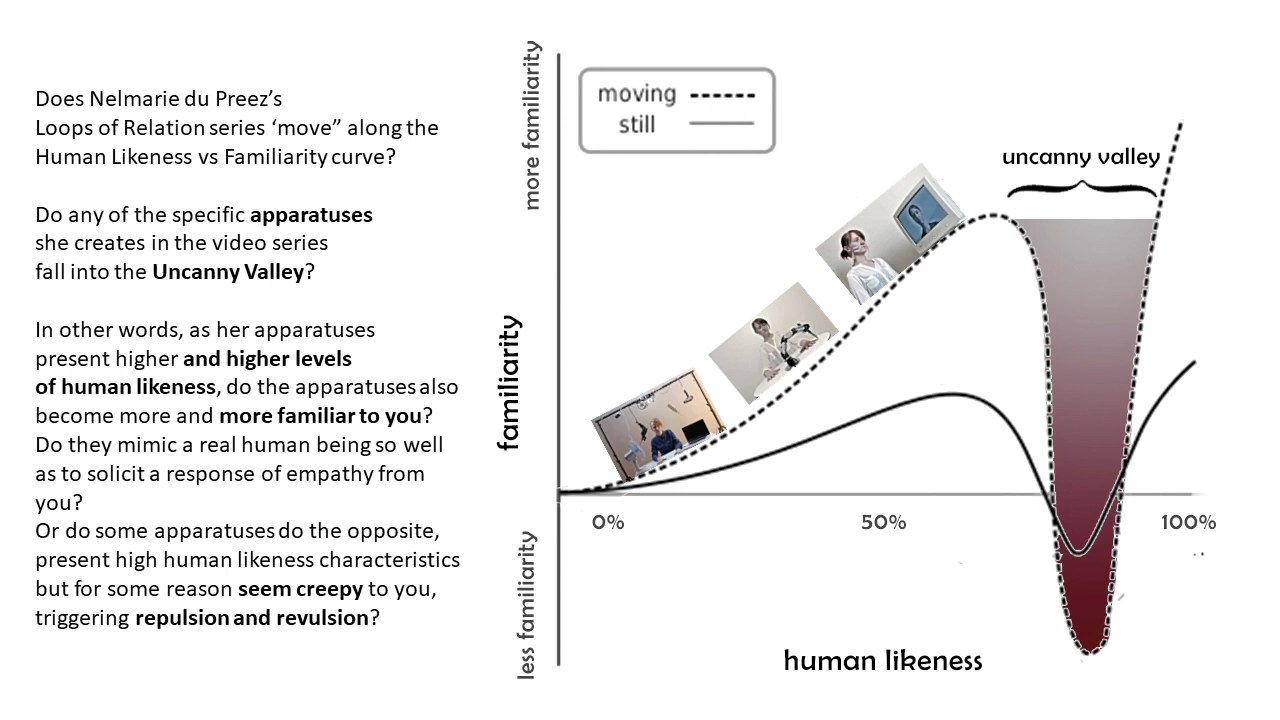 Does Nelmarie du Preez’s
Loops of Relation series ‘move” along the
Human Likeness vs Familiarity curve?
Do any of the specific apparatuses
she creates in the video series
fall into the Uncanny Valley?
In other words, as her apparatuses
present higher and higher levels
of human likeness, do the apparatuses also
become more and more familiar to you?
Do they mimic a real human being so well
as to solicit a response of empathy from
you?
Or do some apparatuses do the opposite,
present high human likeness characteristics
but for some reason seem creepy to you,
triggering repulsion and revulsion?
more familiarity
familiarity
less familiarity
moving
still
uncanny valley
0%
50%
100%
human likeness